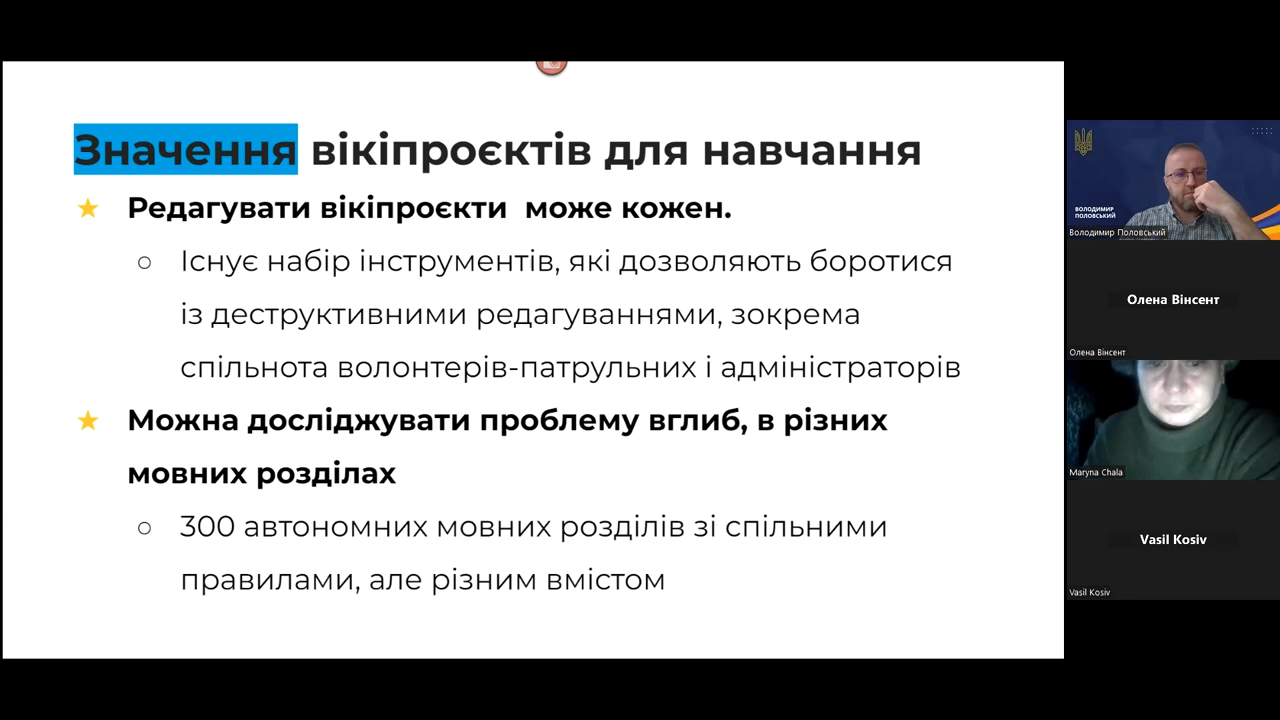 Значення вікіпроєктів для навчання
★ Редагувати вікіпроєкти може кожен.
○ Існує набір інструментів, які дозволяють боротися
із деструктивними редагуваннями, зокрема
спільнота волонтерів-патрульних і адміністраторів
★ Можна досліджувати проблему вглиб, в різних
мовних розділах
○ 300 автономних мовних розділів зі спільними
правилами, але різним вмістом
ВОЛОДИМИР
ПОЛОВСЬКИЙ
Володимир Половський
Олена Вінсент
Олена Вінсент
Maryna Chala
Vasil Kosiv
Vasil Kosiv